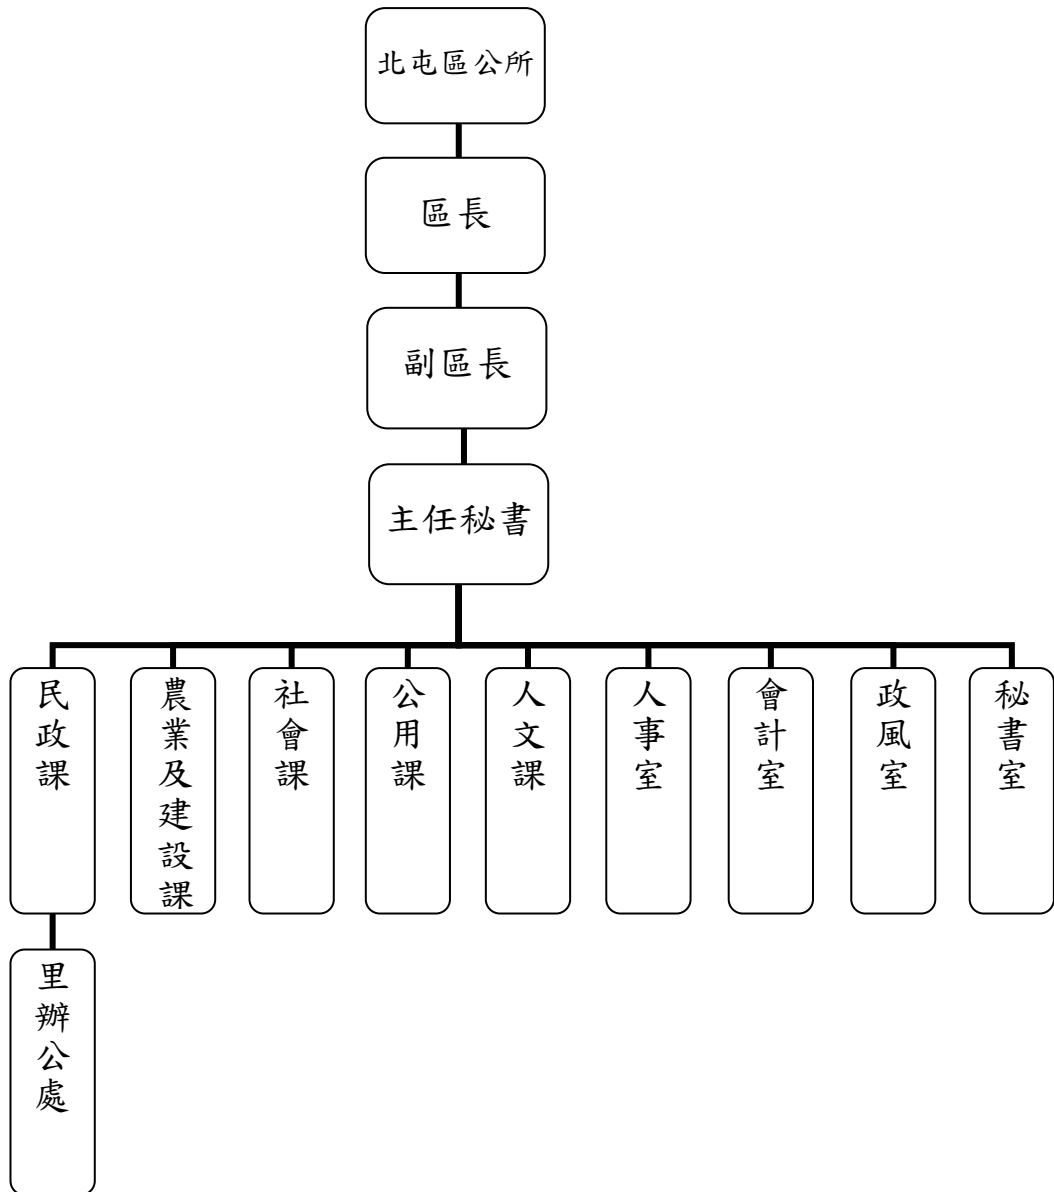 北屯區公所
區長
副區長
主任秘書
民政課
農業及建設課
社會課
公用課
人文課
人事室
會計室
政風室
秘書室
里辦公處